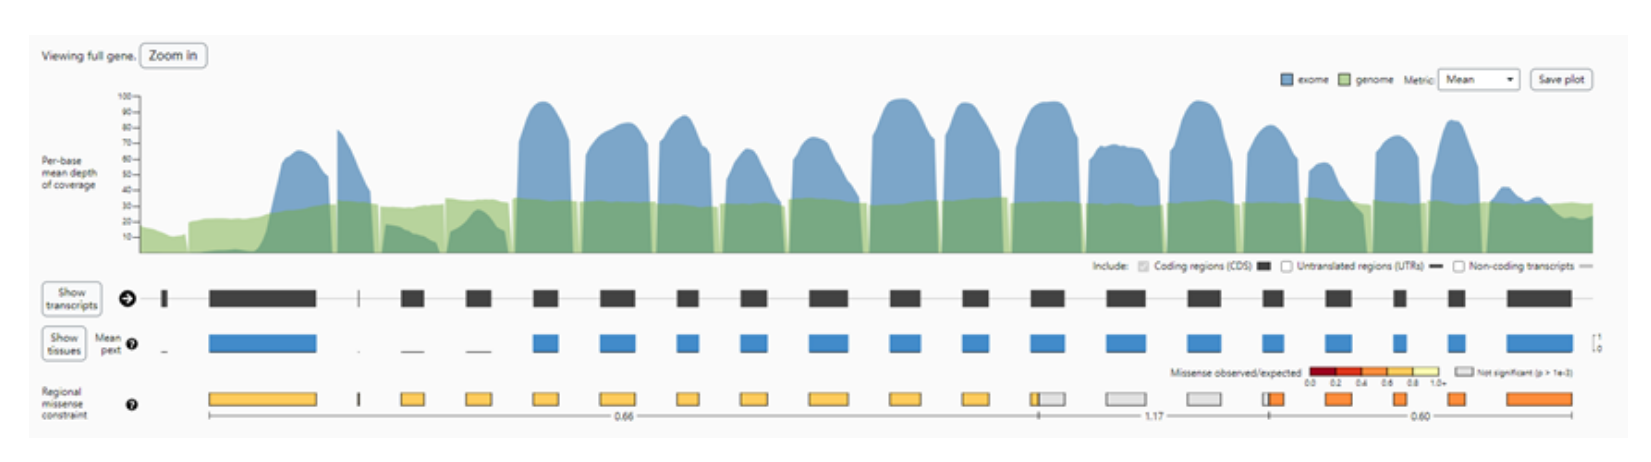 Viewing full gene. Zoom in
exome genome Metric: Mean Save plot
100
90
80
70
60
50
40
30
20
10
Per-base
mean depth
of coverage
Include: Coding regions (CDS) Untranslated regions (UTRs) Non-coding transcripts
Show
transcripts
Show
tissues
Mean
pext
?
1
0
Missense observed/expected
0.0 0.2 0.4 0.6 0.8 1.0+
Not significant (p > 1e-3)
Regional
missense
constraint
?
0.66 1.17 0.60